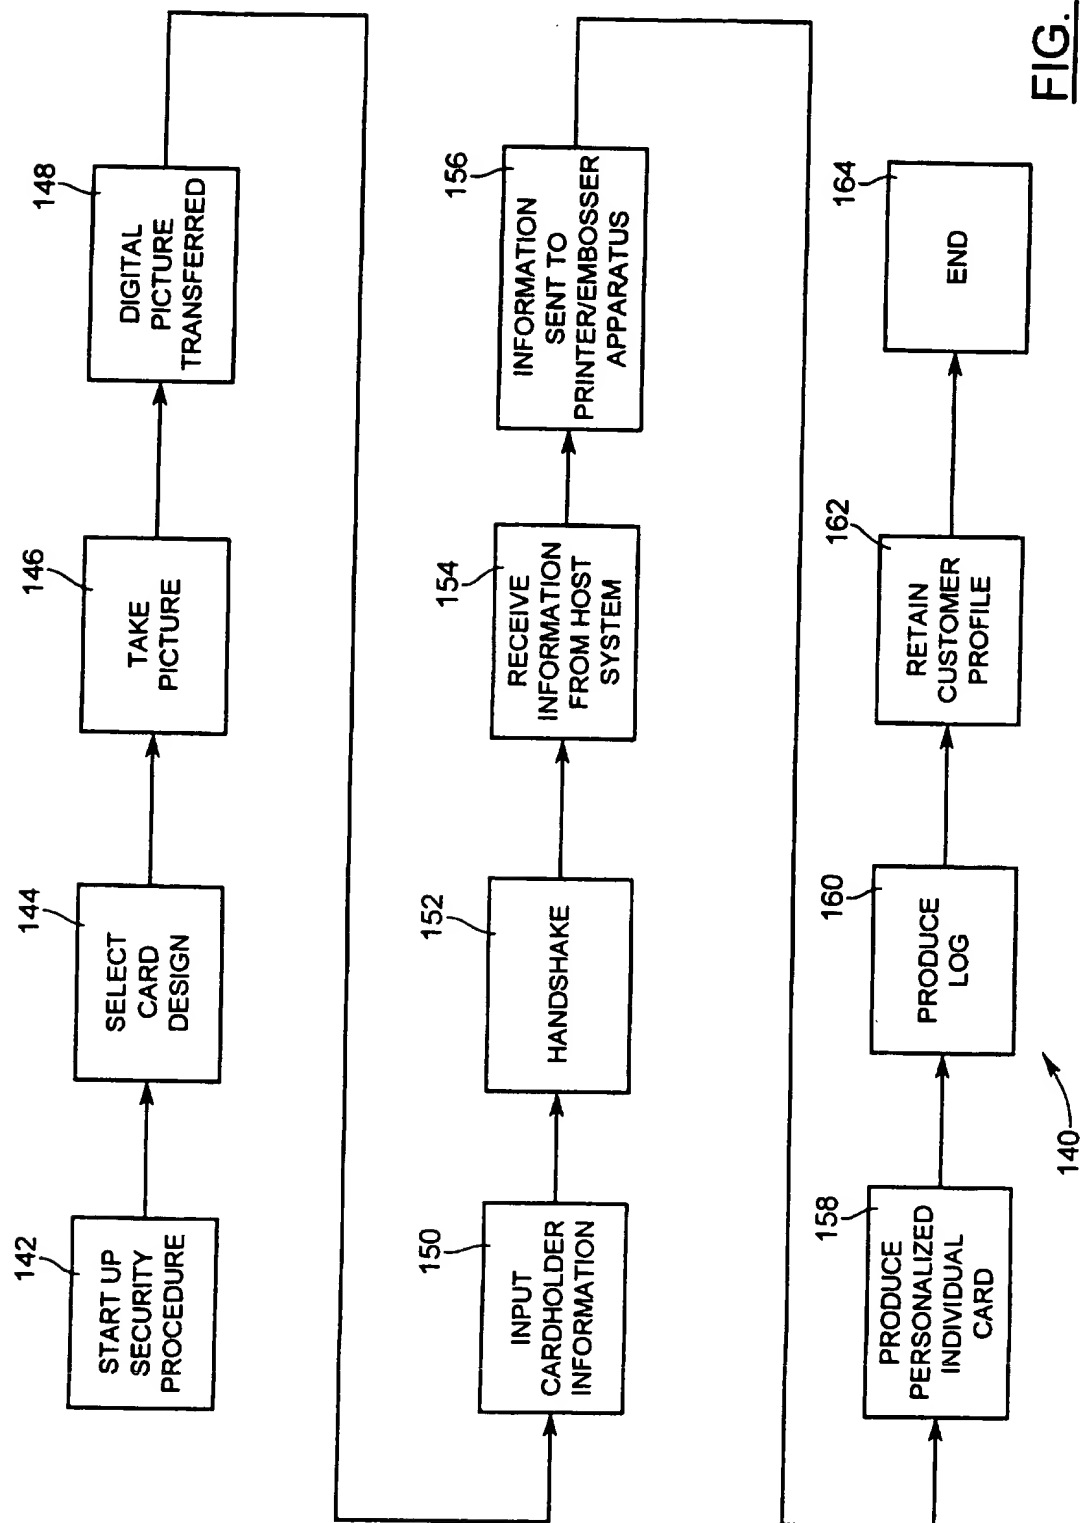 142
START UP
SECURITY
PROCEDURE
144
SELECT
CARD
DESIGN
146
TAKE
PICTURE
148
DIGITAL
PICTURE
TRANSFERRED
150
INPUT
CARDHOLDER
INFORMATION
152
HANDSHAKE
154
RECEIVE
INFORMATION
FROM HOST
SYSTEM
156
INFORMATION
SENT TO
PRINTER/EMBOSSER
APPARATUS
158
PRODUCE
PERSONALIZED
INDIVIDUAL
CARD
160
PRODUCE
LOG
162
RETAIN
CUSTOMER
PROFILE
164
END
140
FIG.